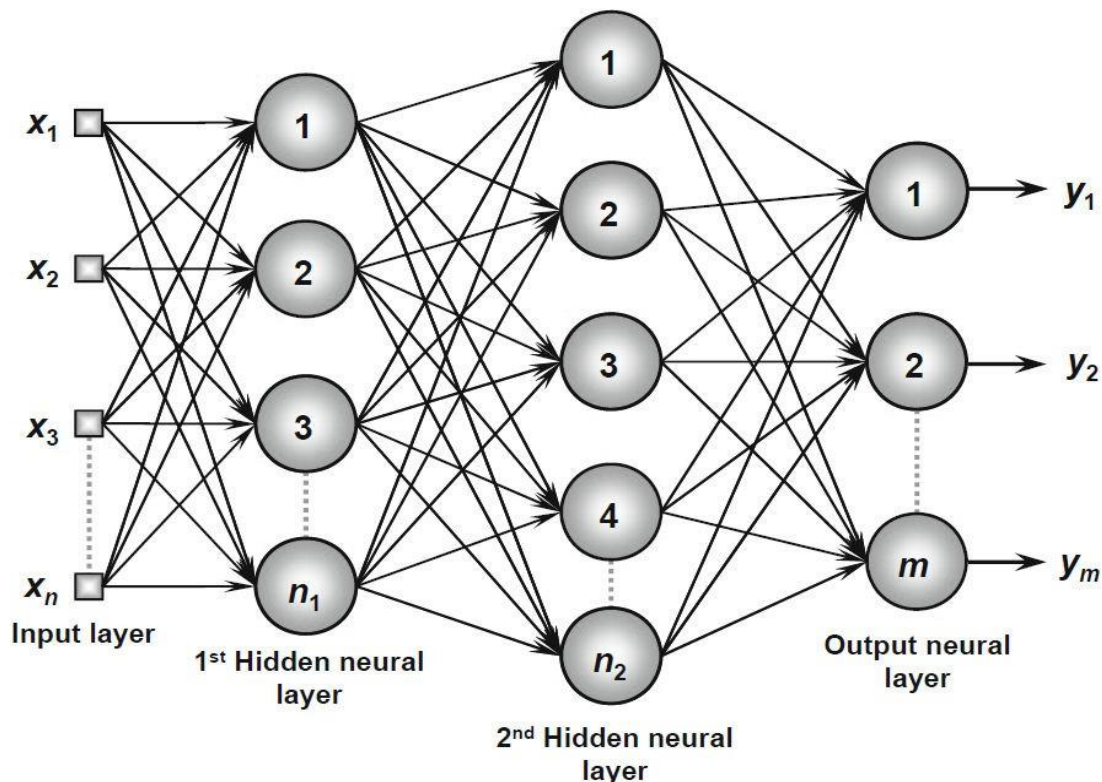 x1
x2
x3
xn
Input layer
1
2
3
n1
1st Hidden neural
layer
1
2
3
4
n2
2nd Hidden neural
layer
1
2
m
Output neural
layer
y1
y2
ym